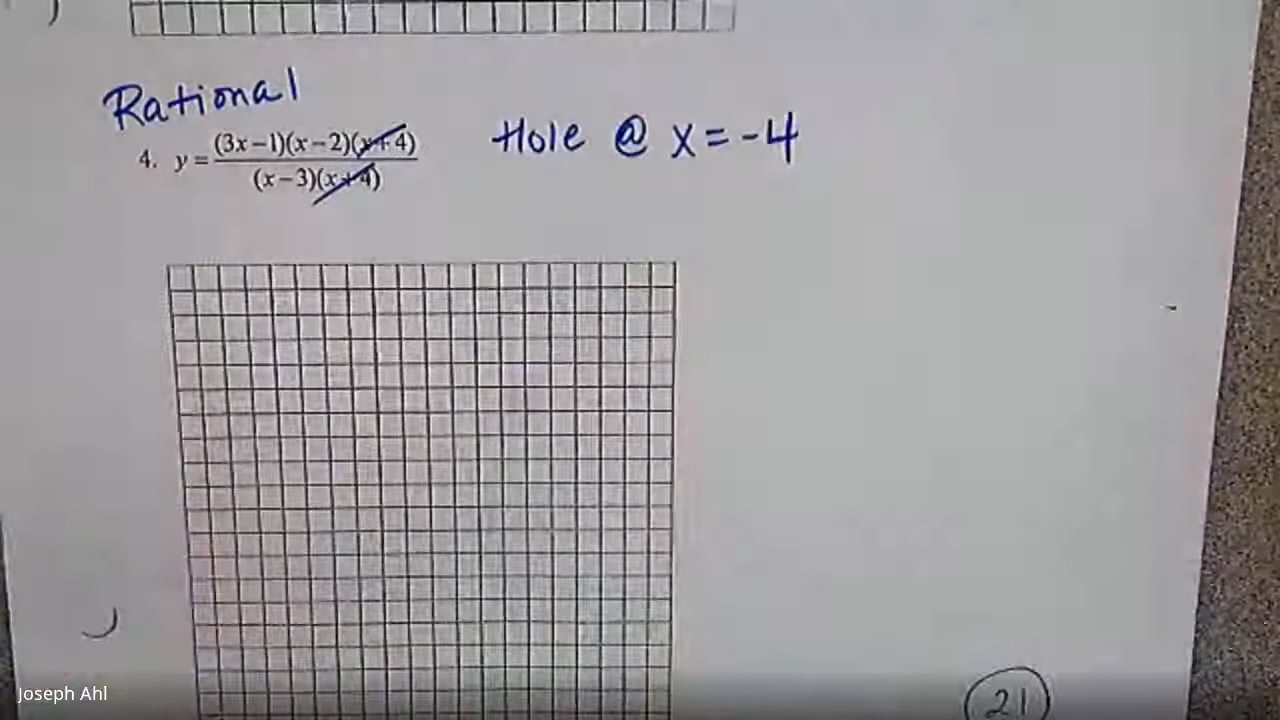 Rational
4. y = (3x-1)(x-2)(x+4) / (x-3)(x+4)
Hole @ x = -4
21
Joseph Ahl